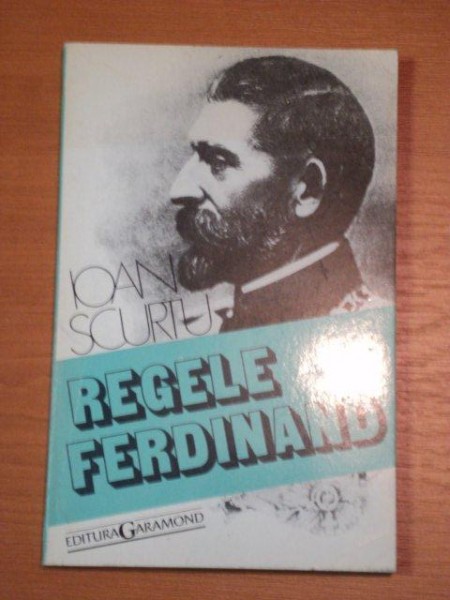 IOAN
SCURTU
REGELE
FERDINAND
EDITURA GARAMOND